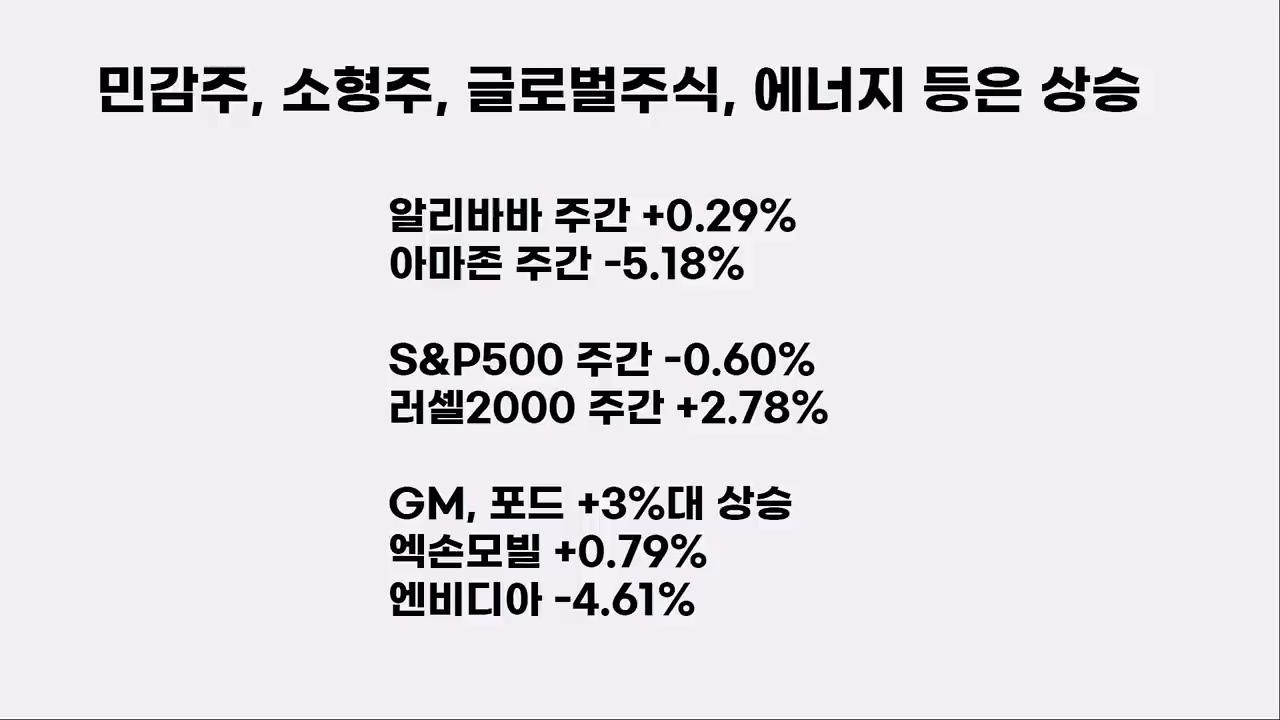 민감주, 소형주, 글로벌주식, 에너지 등은 상승
알리바바 주간 +0.29%
아마존 주간 -5.18%
S&P500 주간 -0.60%
러셀2000 주간 +2.78%
GM, 포드 +3%대 상승
엑손모빌 +0.79%
엔비디아 -4.61%